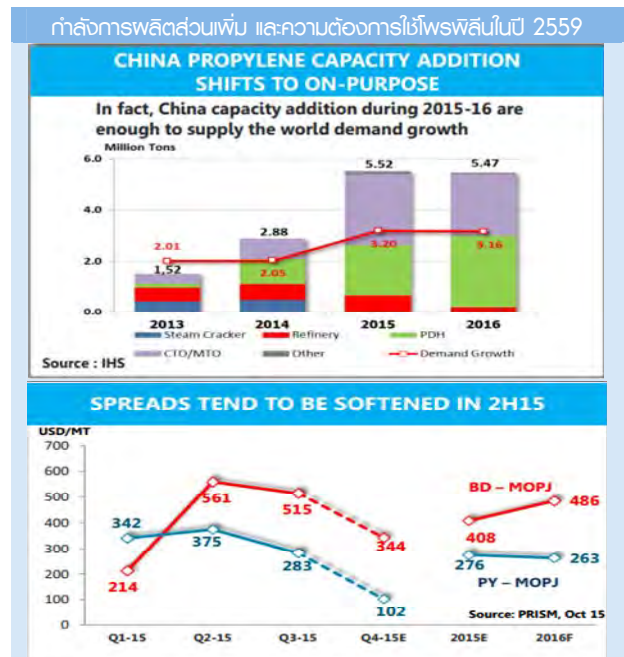 กำลังการผลิตส่วนเพิ่ม และความต้องการใช้โพรพิลีนในปี 2559
CHINA PROPYLENE CAPACITY ADDITION
SHIFTS TO ON-PURPOSE
In fact, China capacity addition during 2015-16 are
enough to supply the world demand growth
Million Tons
6.0
5.52
5.47
4.0
2.88
3.20
3.16
2.01
2.0
1.52
2.05
0.0
2013
2014
2015
2016
Steam Cracker
Refinery
PDH
CTO/MTO
Other
Demand Growth
Source : IHS
SPREADS TEND TO BE SOFTENED IN 2H15
USD/MT
700
600
500
400
300
200
100
0
342
214
561
375
515
283
344
102
BD – MOPJ
486
408
276
263
PY – MOPJ
Source: PRISM, Oct 15
Q1-15
Q2-15
Q3-15
Q4-15E
2015E
2016F